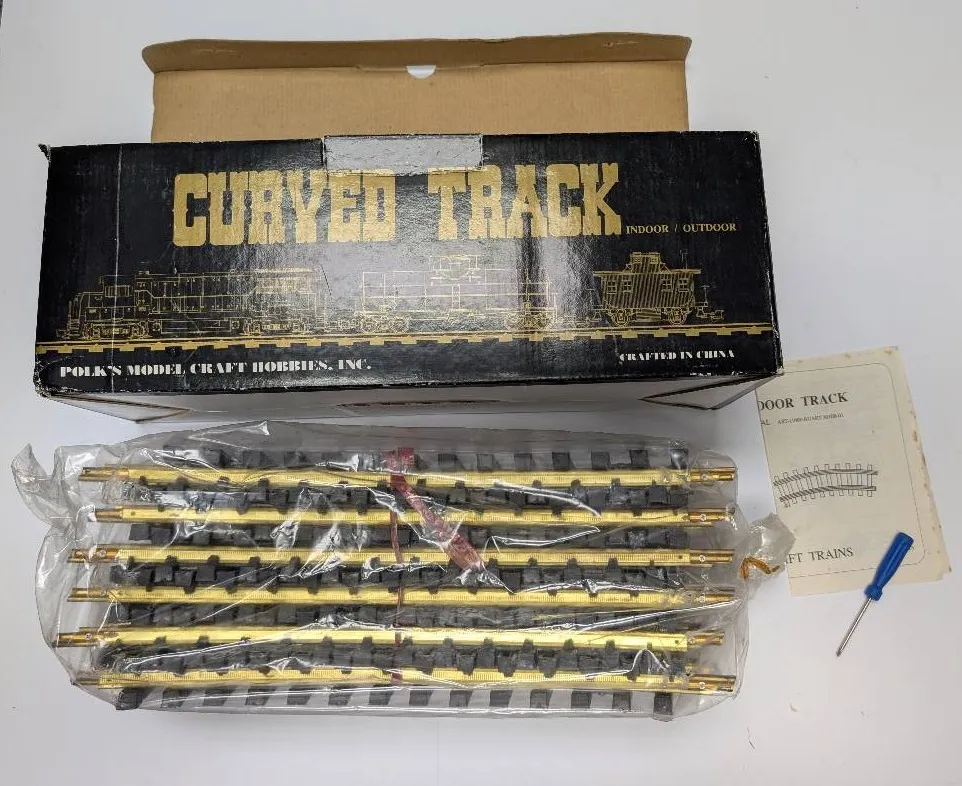 CURVED TRACK
INDOOR / OUTDOOR
POLK'S MODEL CRAFT HOBBIES, INC.
CRAFTED IN CHINA
DOOR TRACK
AFT TRAINS